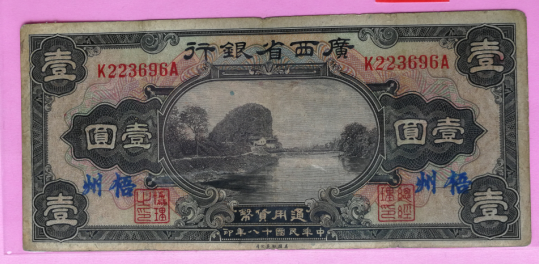 廣西省銀行
壹 壹
K223696A K223696A
壹圓 壹圓
梧州 梧州
通用貨幣
壹 壹
中華民國十八年印